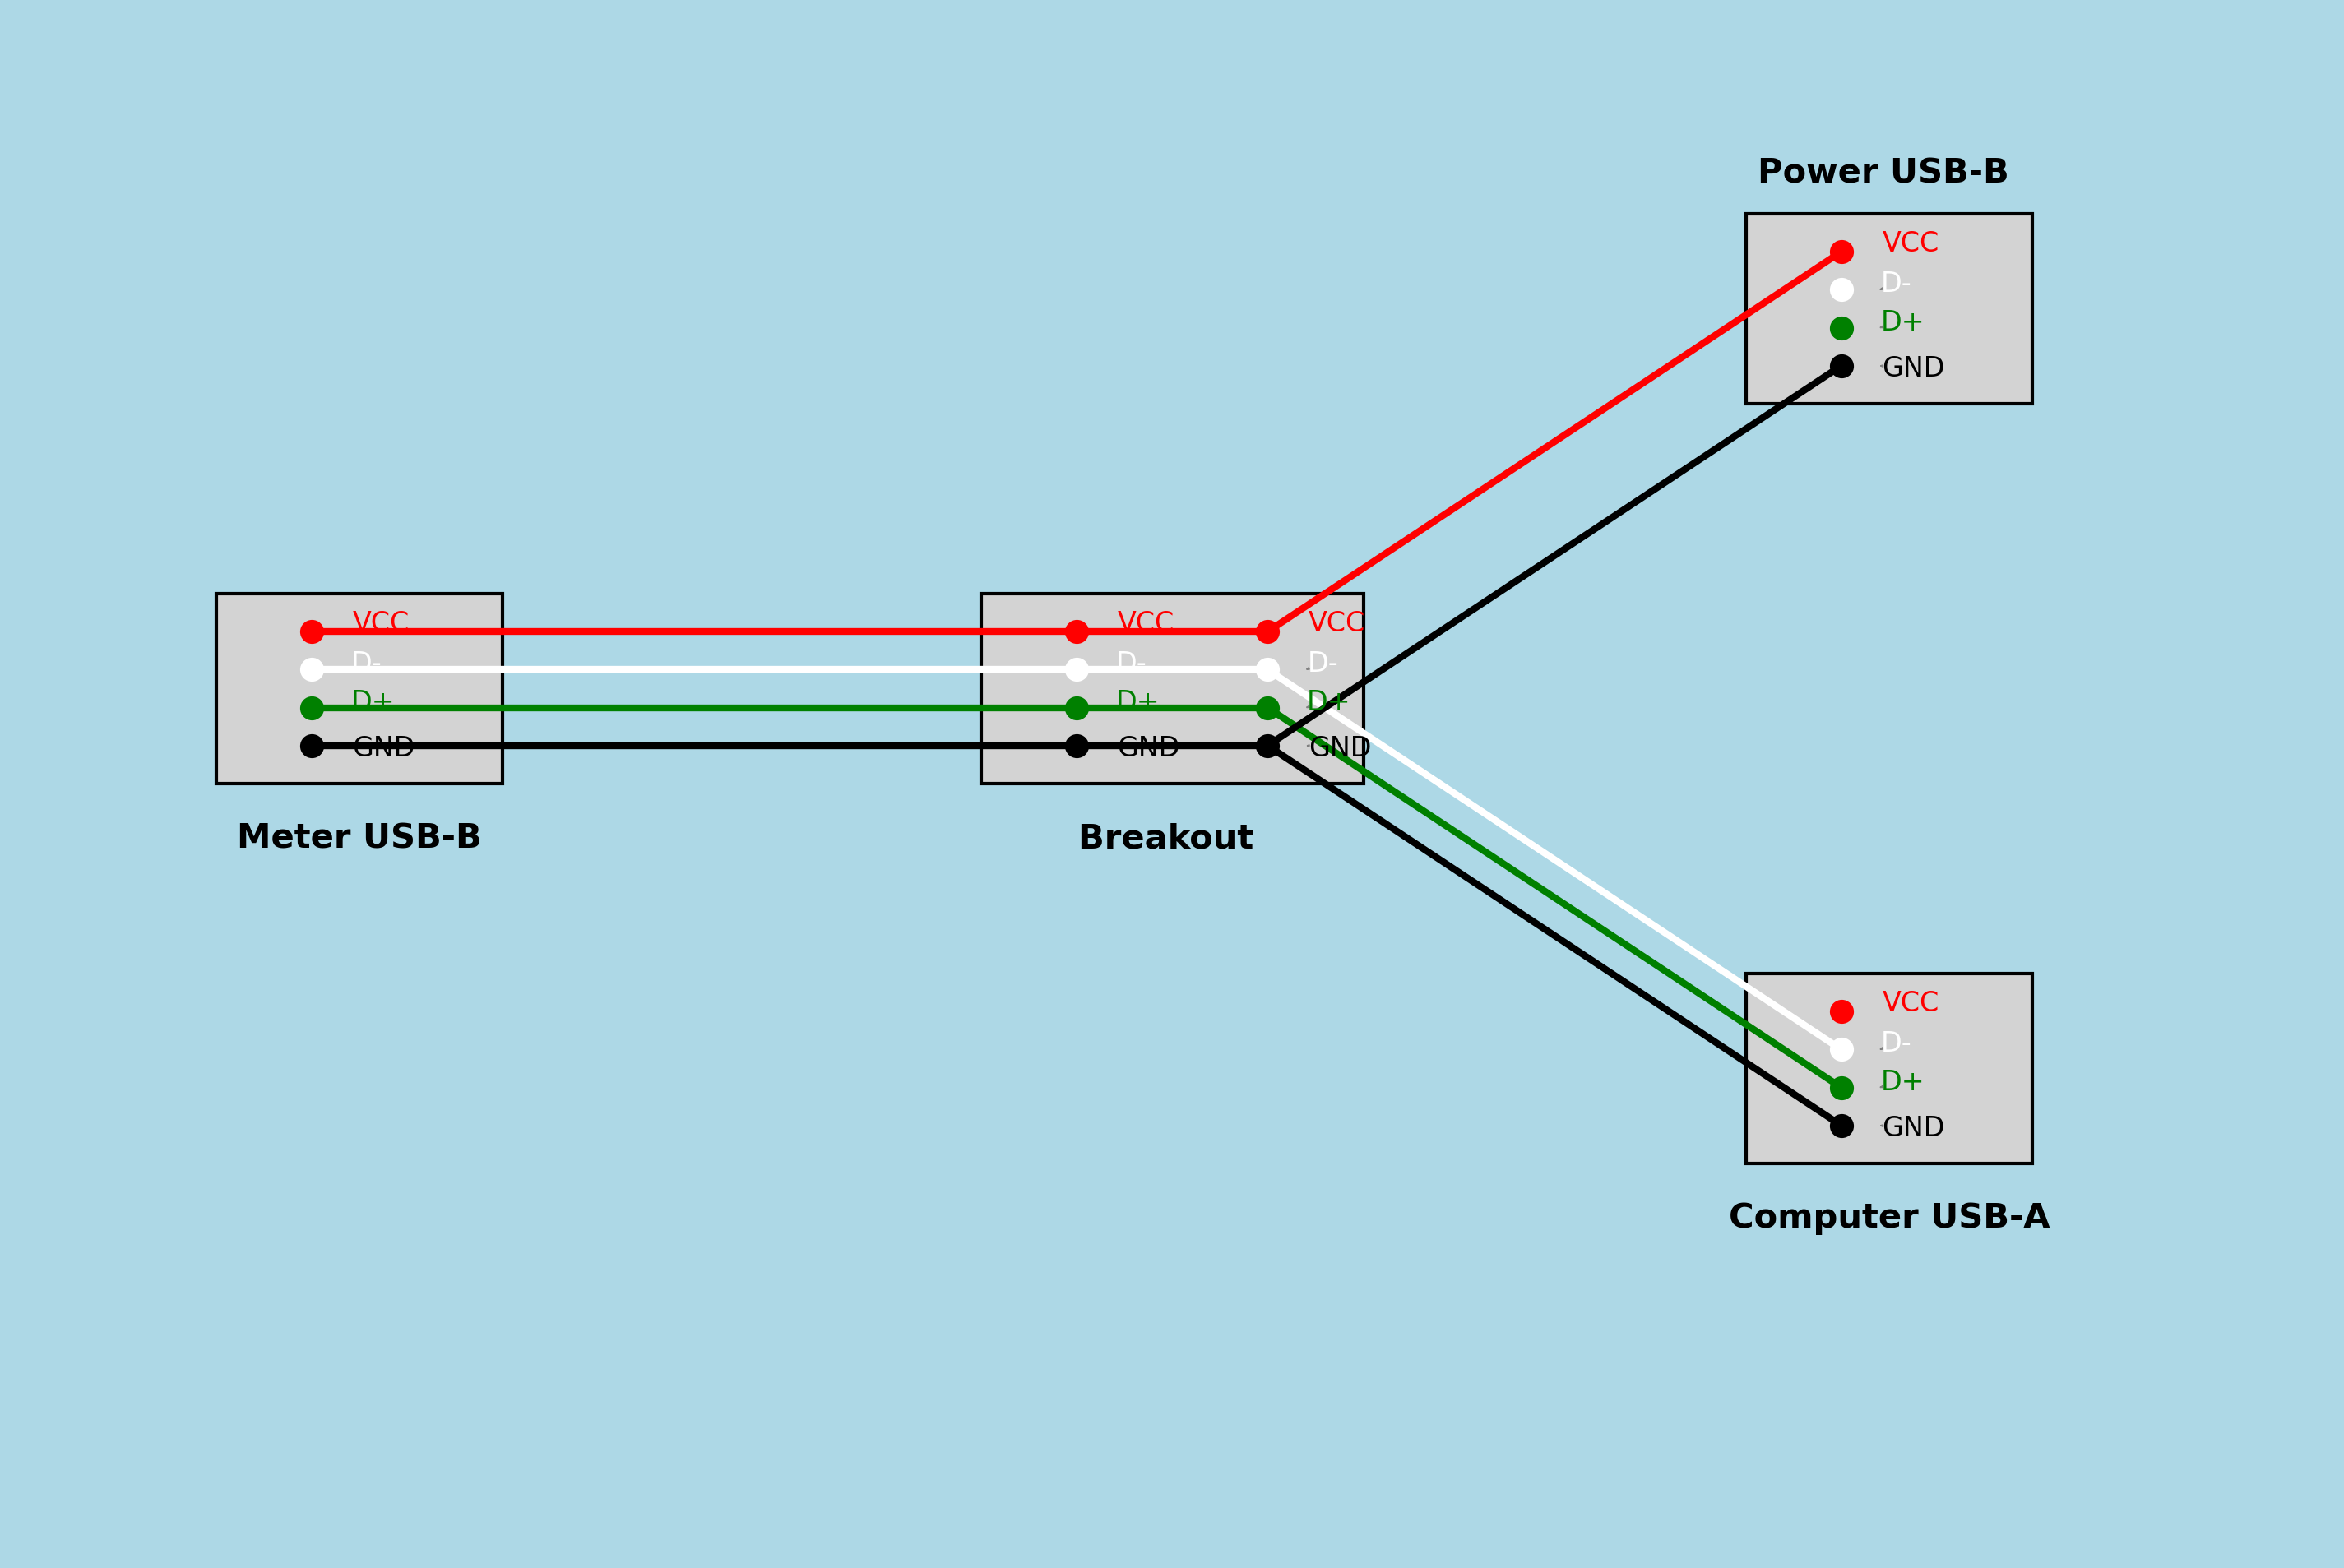 Power USB-B
VCC
D-
D+
GND
VCC
D-
D+
GND
Meter USB-B
VCC
D-
D+
GND
VCC
D-
D+
GND
Breakout
VCC
D-
D+
GND
Computer USB-A